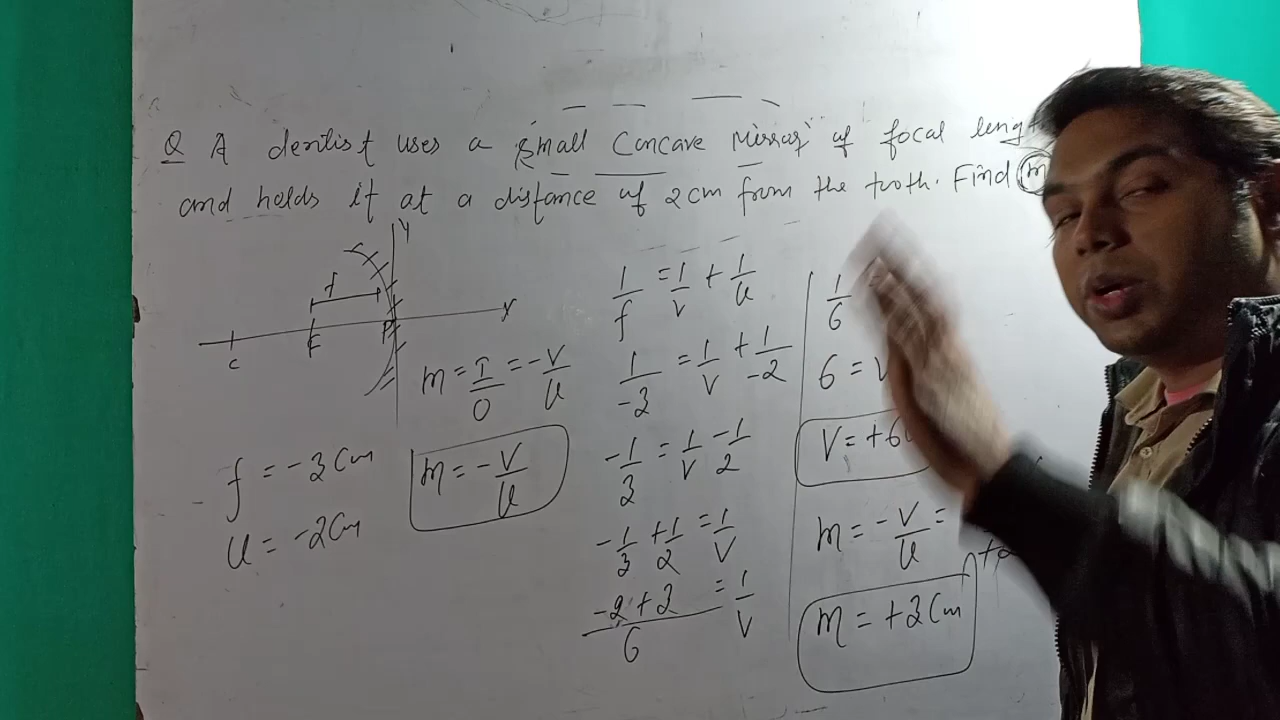 Q A dentist uses a small Concave Mirror of focal leng
and holds it at a distance of 2cm from the tooth. Find m
Y
f
C F P X
m = I/O = -v/u
m = -v/u
f = -3cm
u = -2cm
1/f = 1/v + 1/u
1/-3 = 1/v + 1/-2
-1/3 = 1/v - 1/2
-1/3 + 1/2 = 1/v
-2+3/6 = 1/v
1/6 =
6 = v
V = +6
m = -v/u =
m = +3cm